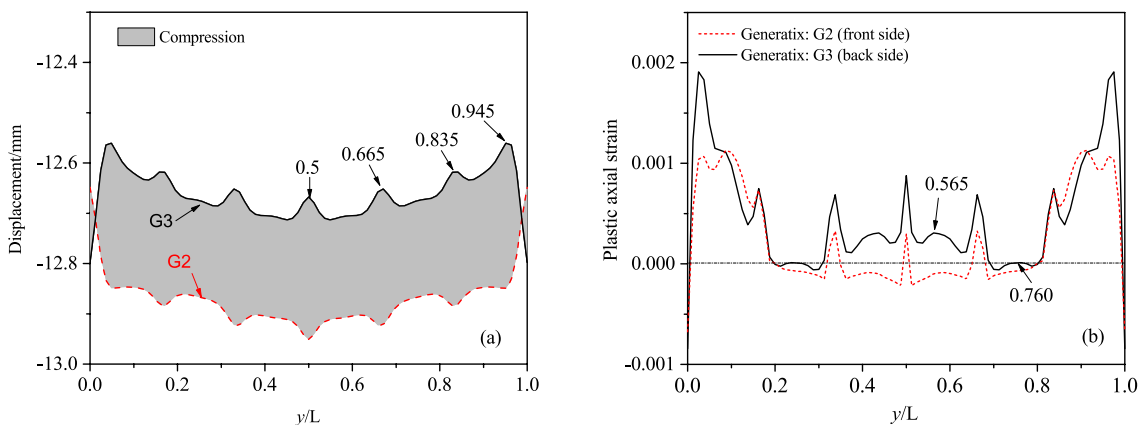 Compression
-12.4
-12.6
-12.8
-13.0
Displacement/mm
0.945
0.835
0.665
0.5
G3
G2
(a)
0.0 0.2 0.4 0.6 0.8 1.0
y/L
Generatix: G2 (front side)
Generatix: G3 (back side)
0.002
0.001
0.000
-0.001
Plastic axial strain
0.565
0.760
(b)
0.0 0.2 0.4 0.6 0.8 1.0
y/L